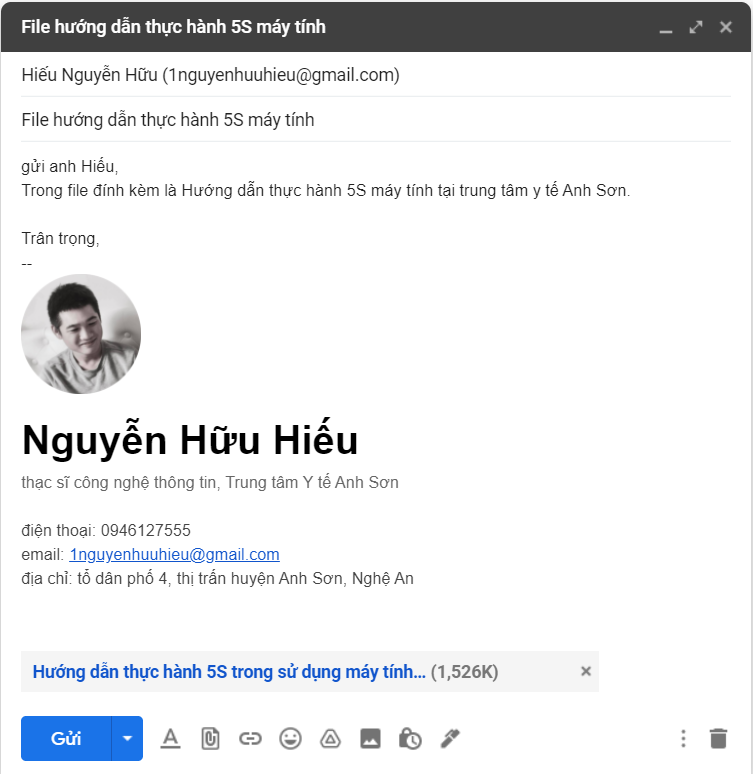 File hướng dẫn thực hành 5S máy tính
Hiếu Nguyễn Hữu (1nguyenhuuhieu@gmail.com)
File hướng dẫn thực hành 5S máy tính
gửi anh Hiếu,
Trong file đính kèm là Hướng dẫn thực hành 5S máy tính tại trung tâm y tế Anh Sơn.
Trân trọng,
--
Nguyễn Hữu Hiếu
thạc sĩ công nghệ thông tin, Trung tâm Y tế Anh Sơn
điện thoại: 0946127555
email: 1nguyenhuuhieu@gmail.com
địa chỉ: tổ dân phố 4, thị trấn huyện Anh Sơn, Nghệ An
Hướng dẫn thực hành 5S trong sử dụng máy tính... (1,526K)
Gửi